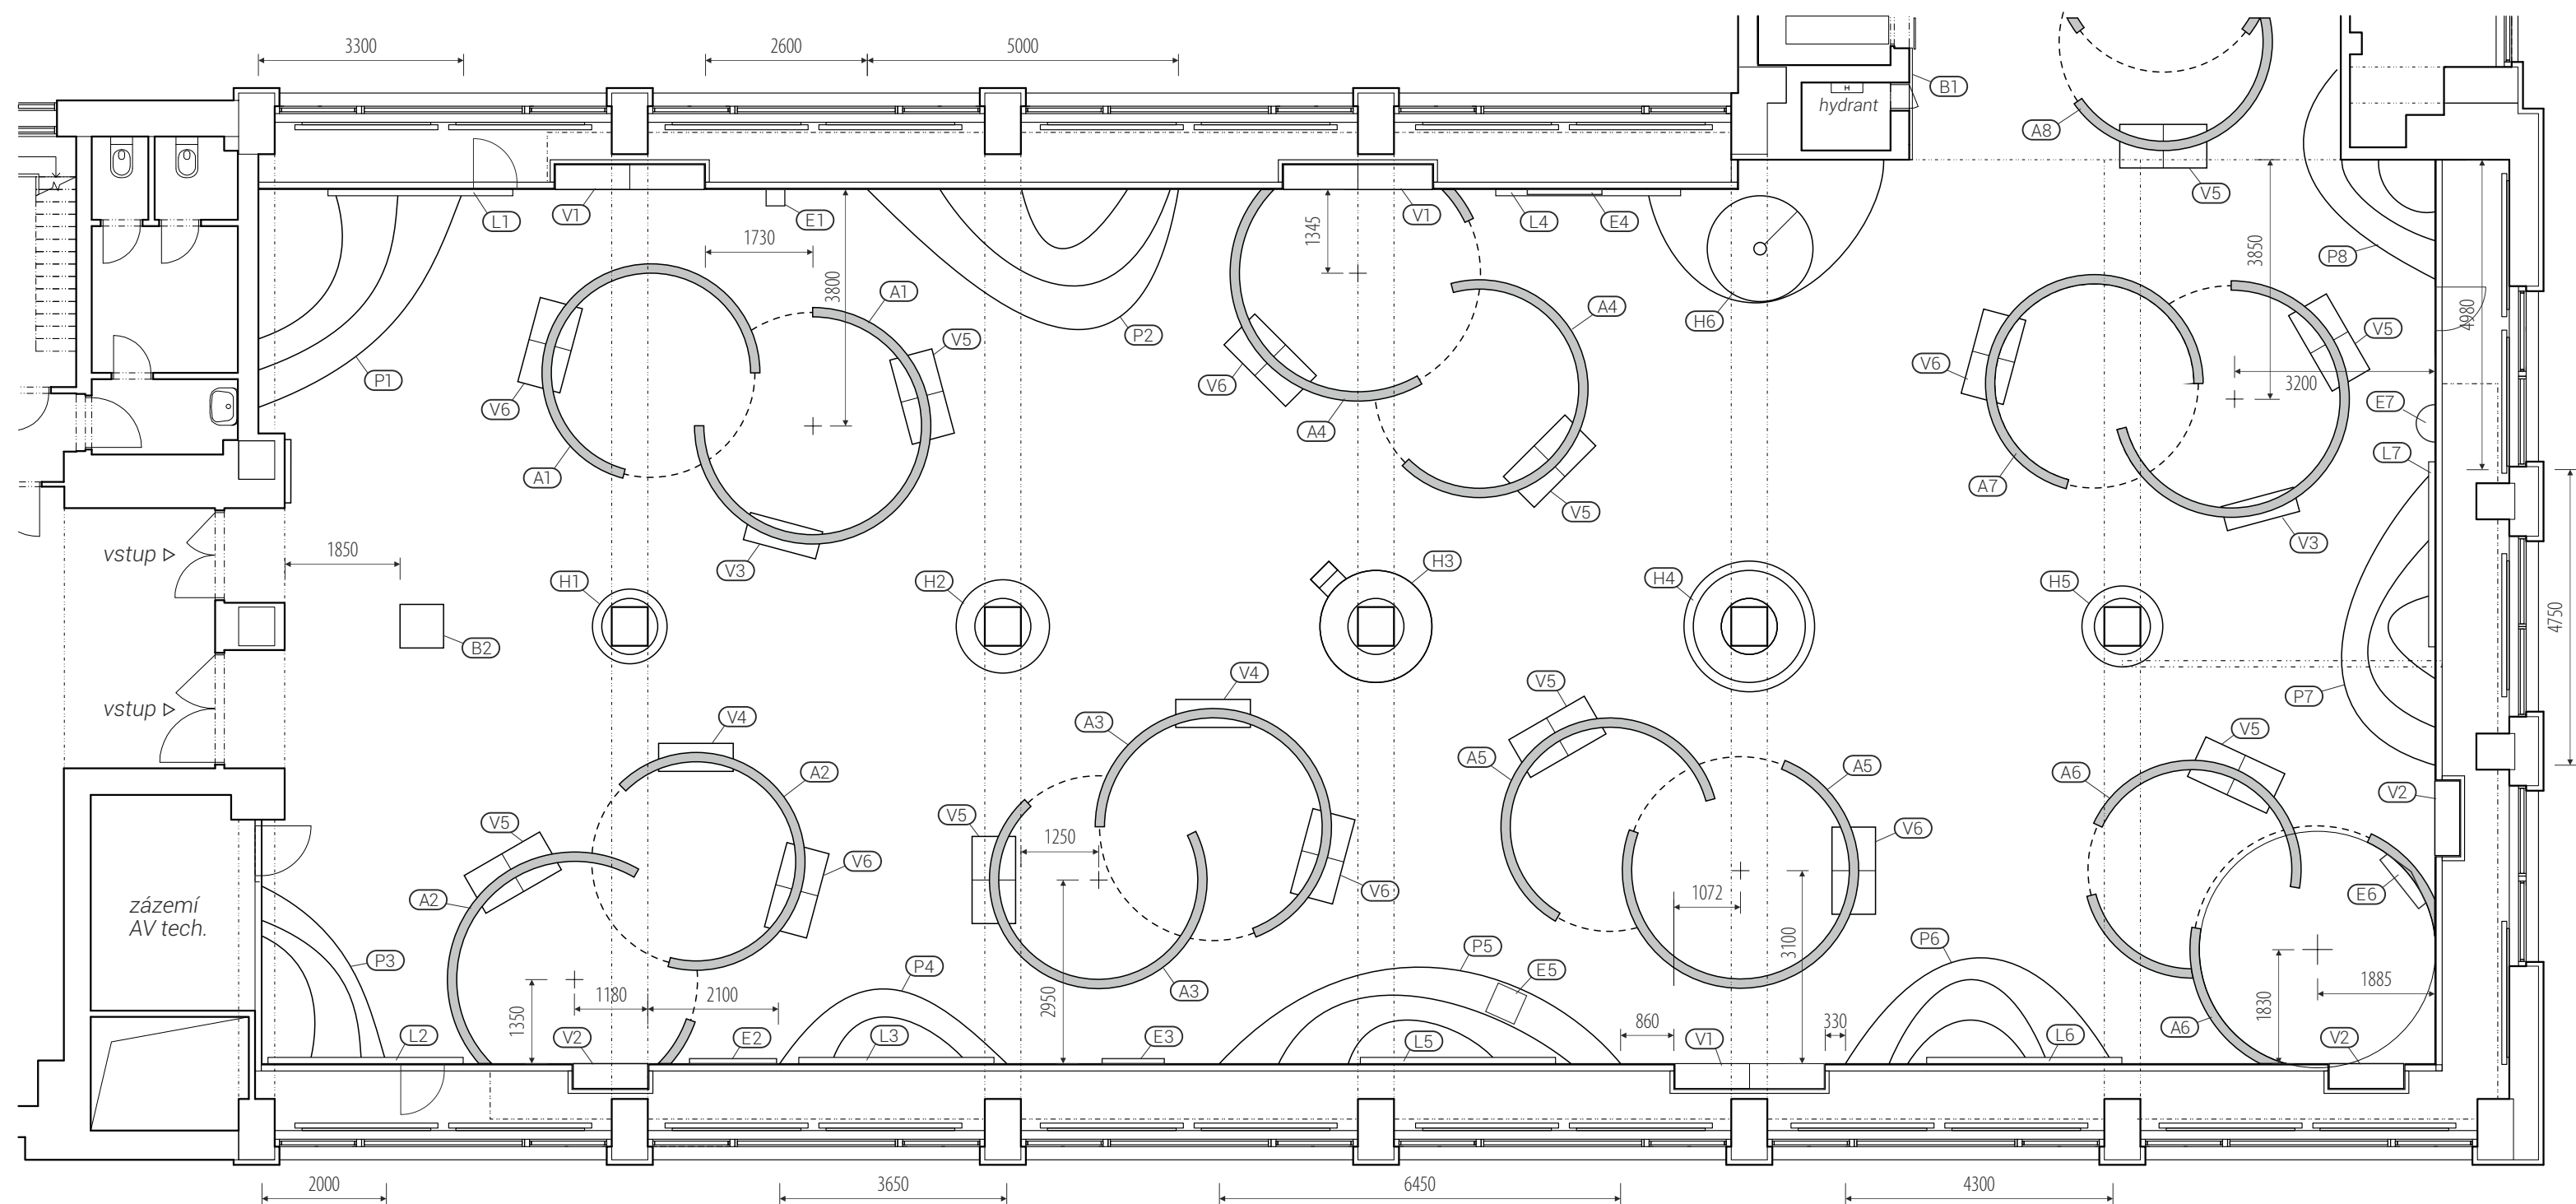 3300
2600
5000
B1
H
hydrant
A8
L1
V1
E1
V1
L4
E4
V5
1345
1730
3850
P8
3800
A1
4980
A4
H6
P2
V5
V5
V6
P1
V6
V6
3200
E7
A4
L7
A1
A7
V5
V3
vstup
1850
V3
H1
H2
H3
H4
H5
4750
B2
V4
V5
P7
vstup
V4
A3
V5
A2
A5
A5
A6
V2
V5
V5
1250
V6
V6
V6
E6
A2
1072
zázemí
AV tech.
P3
P4
P5
3100
P6
E5
1885
A3
1180
2100
2950
1350
1830
860
330
A6
L2
V2
E2
L3
E3
L5
V1
L6
V2
2000
3650
6450
4300